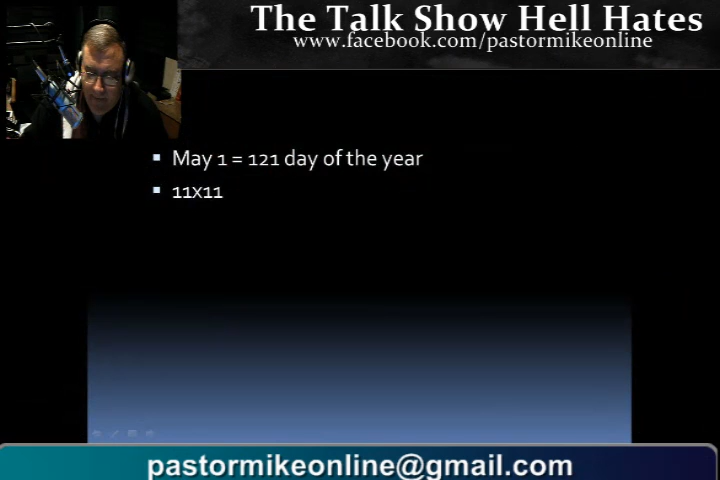 The Talk Show Hell Hates
www.facebook.com/pastormikeonline
▪ May 1 = 121 day of the year
▪ 11x11
pastormikeonline@gmail.com